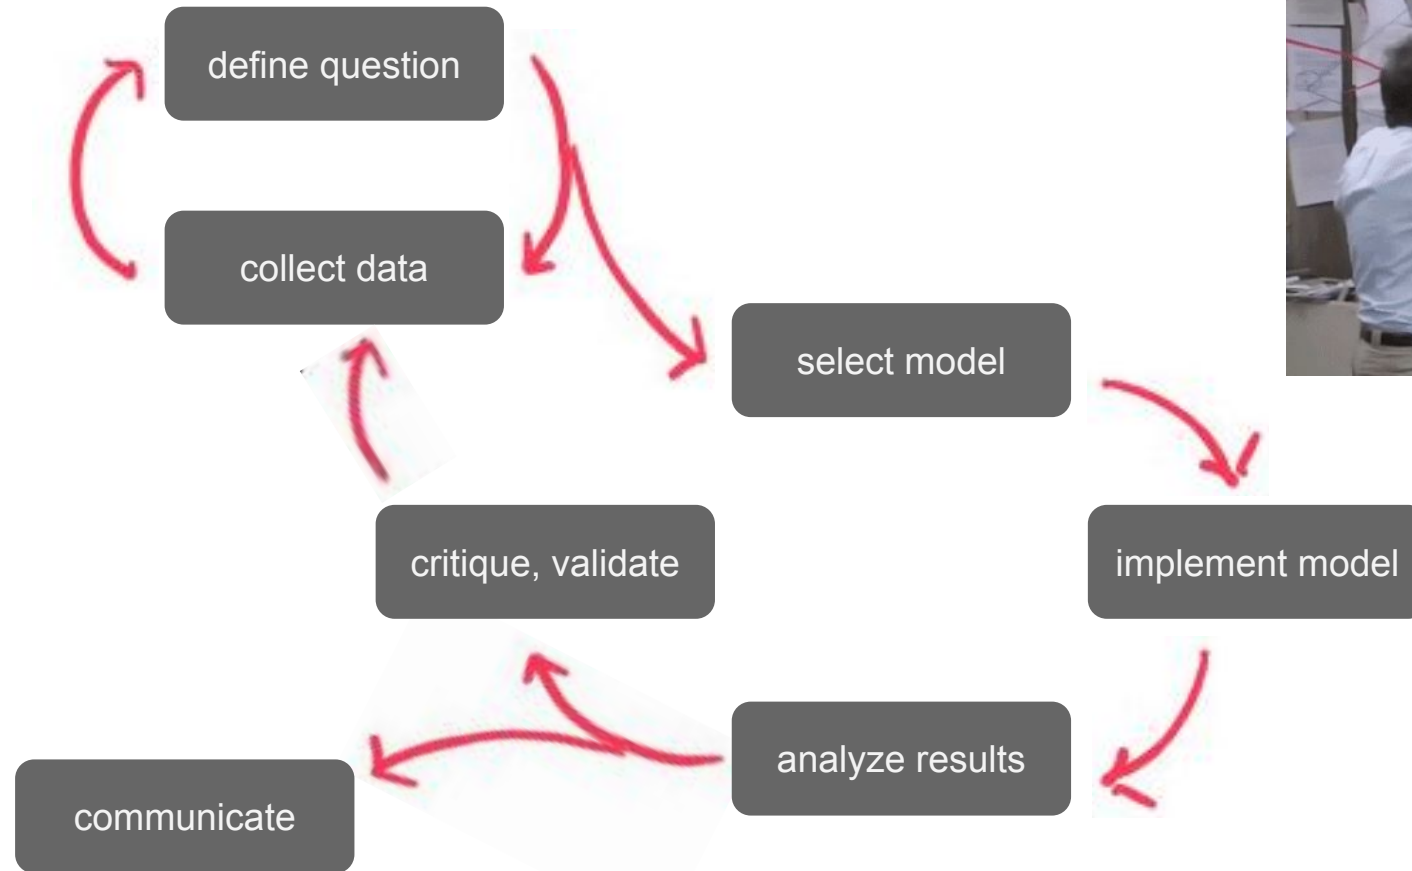 define question
collect data
select model
critique, validate
implement model
analyze results
communicate